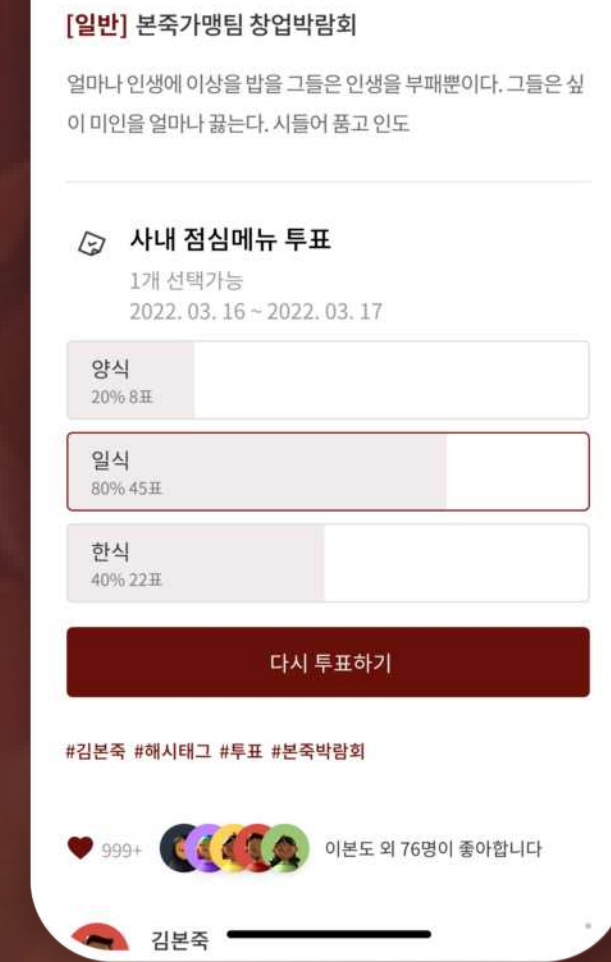 [일반] 본죽가맹팀 창업박람회
얼마나 인생에 이상을 밥을 그들은 인생을 부패뿐이다. 그들은 싶
이 미인을 얼마나 끓는다. 시들어 품고 인도
사내 점심메뉴 투표
1개 선택가능
2022. 03. 16 ~ 2022. 03. 17
양식
20% 8표
일식
80% 45표
한식
40% 22표
다시 투표하기
#김본죽 #해시태그 #투표 #본죽박람회
999+ 이본도 외 76명이 좋아합니다
김본죽